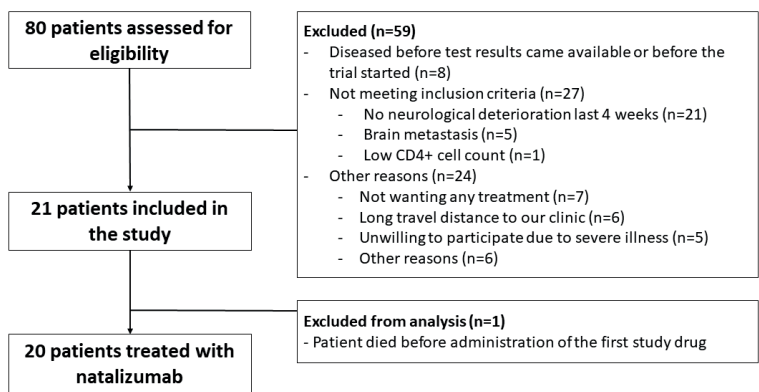 80 patients assessed for
eligibility
Excluded (n=59)
- Diseased before test results came available or before the
trial started (n=8)
- Not meeting inclusion criteria (n=27)
- No neurological deterioration last 4 weeks (n=21)
- Brain metastasis (n=5)
- Low CD4+ cell count (n=1)
- Other reasons (n=24)
- Not wanting any treatment (n=7)
- Long travel distance to our clinic (n=6)
- Unwilling to participate due to severe illness (n=5)
- Other reasons (n=6)
21 patients included in
the study
Excluded from analysis (n=1)
- Patient died before administration of the first study drug
20 patients treated with
natalizumab